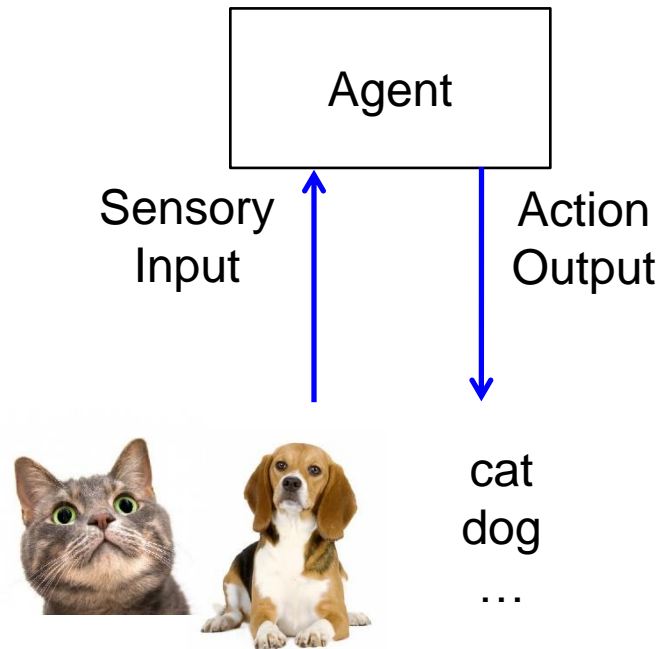 Agent
Sensory
Input
Action
Output
cat
dog
…